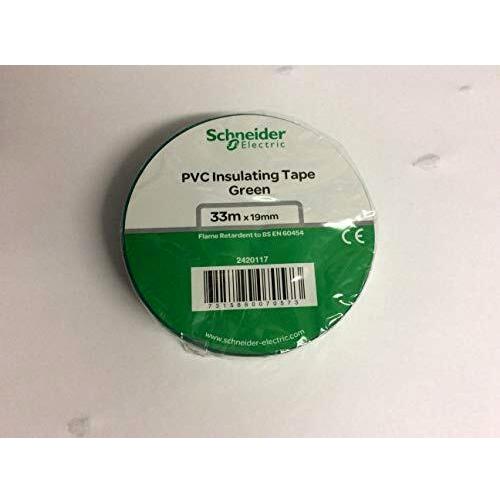 Schneider
Electric
PVC Insulating Tape
Green
33m x 19mm
Flame Retardent to BS EN 60454
CE
2420117
7315880070573
www.schneider-electric.com